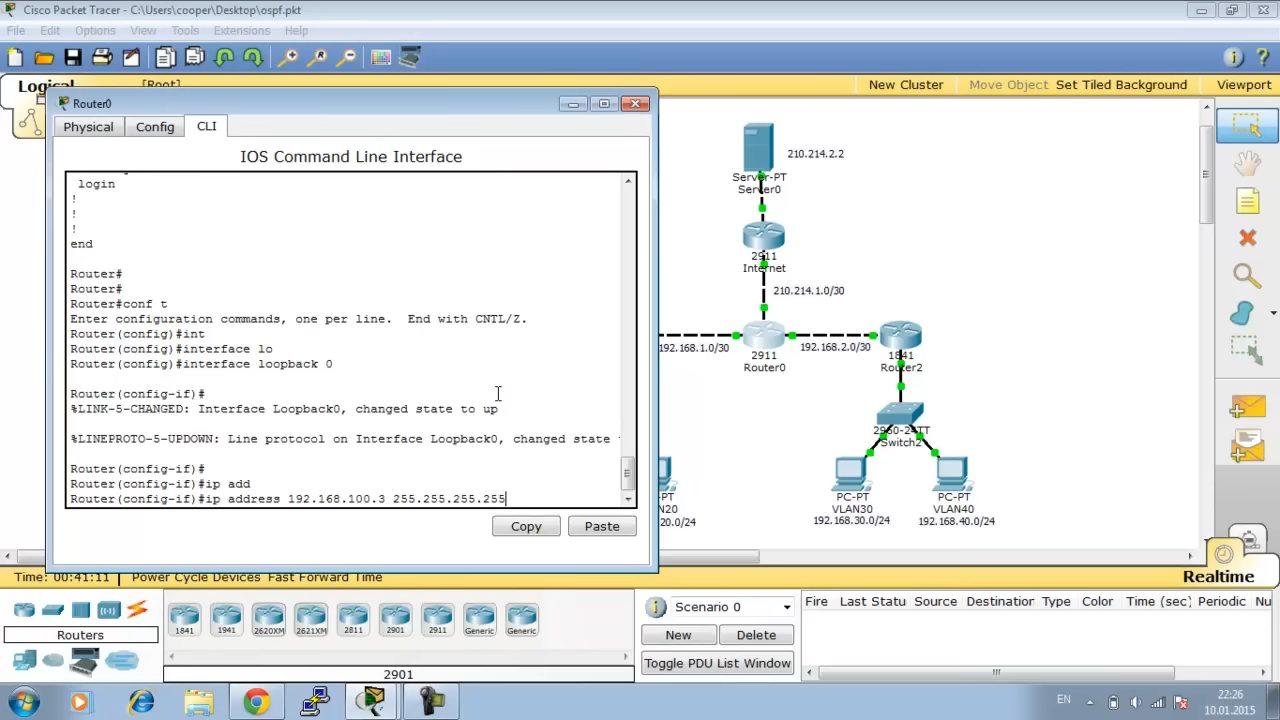 Cisco Packet Tracer - C:\Users\cooper\Desktop\ospf.pkt
File Edit Options View Tools Extensions Help
Logical [Root] New Cluster Move Object Set Tiled Background Viewport
Router0
Physical Config CLI
IOS Command Line Interface
login
!
!
!
end
Router#
Router#
Router#conf t
Enter configuration commands, one per line. End with CNTL/Z.
Router(config)#int
Router(config)#interface lo
Router(config)#interface loopback 0
Router(config-if)#
%LINK-5-CHANGED: Interface Loopback0, changed state to up
%LINEPROTO-5-UPDOWN: Line protocol on Interface Loopback0, changed state
Router(config-if)#
Router(config-if)#ip add
Router(config-if)#ip address 192.168.100.3 255.255.255.255
Copy Paste
210.214.2.2
Server-PT
Server0
2911
Internet
210.214.1.0/30
192.168.1.0/30
2911
Router0
192.168.2.0/30
1841
Router2
2950-24TT
Switch2
-PT
N20
20.0/24
PC-PT
VLAN30
192.168.30.0/24
PC-PT
VLAN40
192.168.40.0/24
Time: 00:41:11 Power Cycle Devices Fast Forward Time
Realtime
Routers
1841 1941 2620XM 2621XM 2811 2901 2911 Generic Generic
2901
Scenario 0
New Delete
Toggle PDU List Window
Fire Last Statu Source Destination Type Color Time (sec) Periodic Nu
EN
22:26
10.01.2015